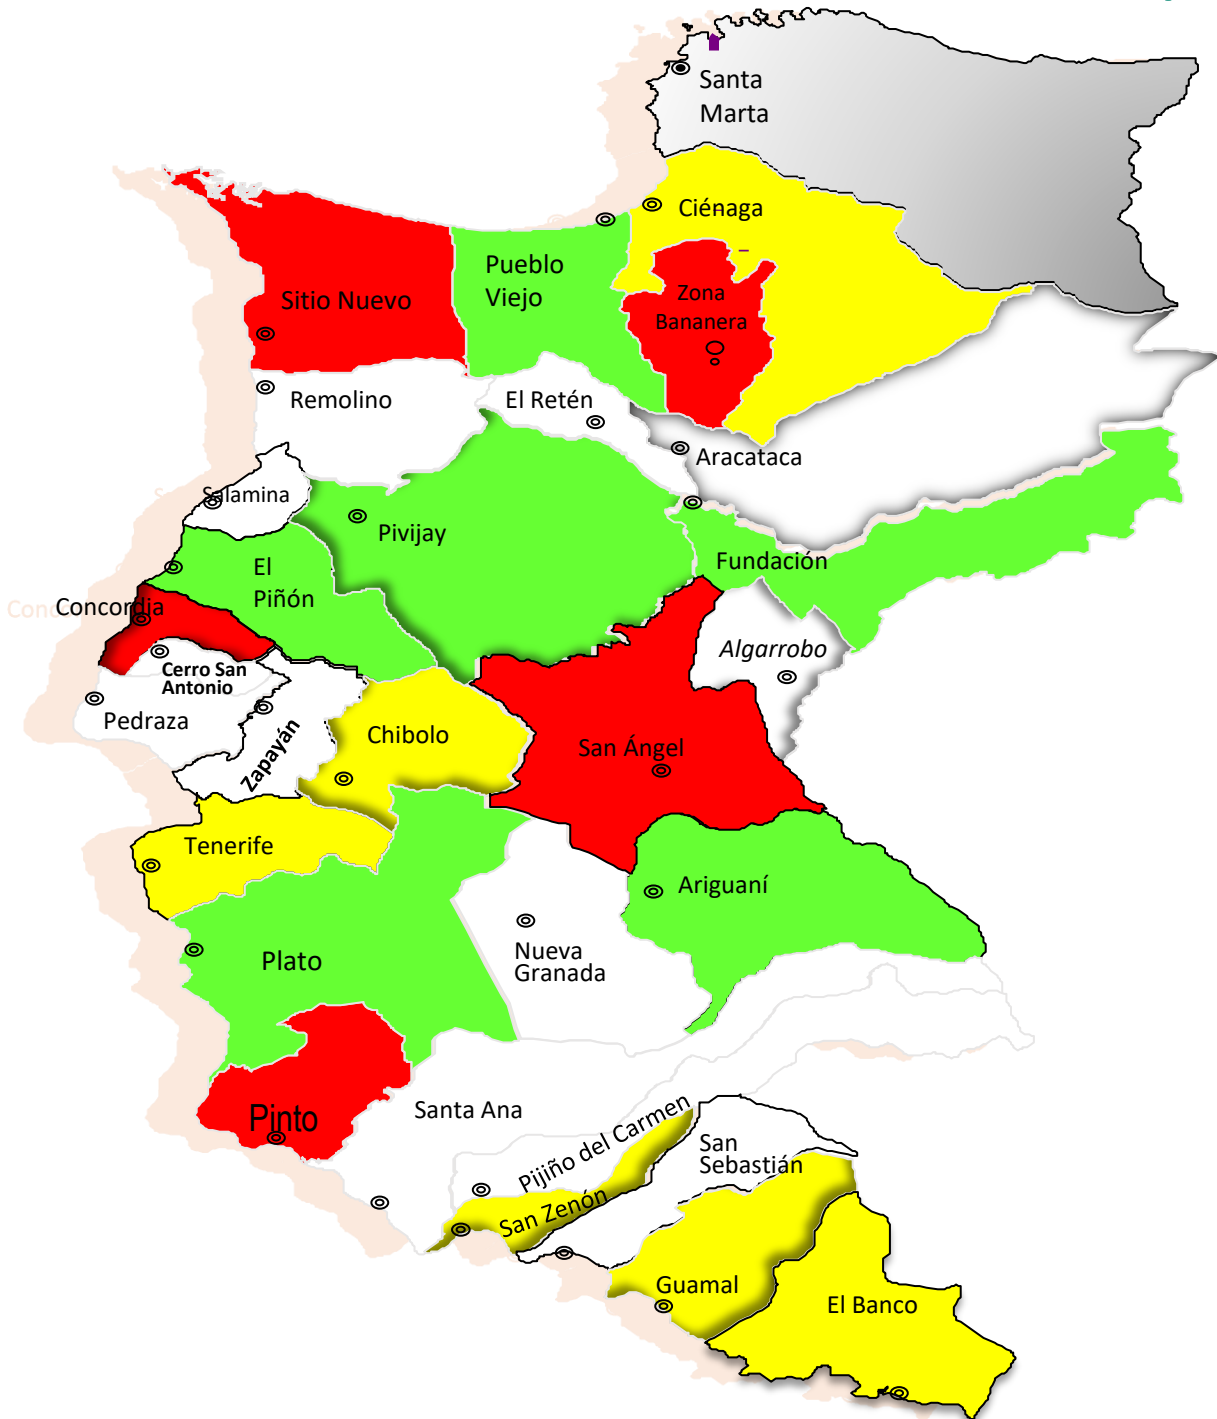 Santa
Marta
Ciénaga
Pueblo
Viejo
Sitio Nuevo
Zona
Bananera
Remolino
El Retén
Aracataca
Salamina
Pivijay
Fundación
El
Piñón
Concordia
Algarrobo
Cerro San
Antonio
Pedraza
Zapayán
Chibolo
San Ángel
Tenerife
Ariguaní
Plato
Nueva
Granada
Pinto
Santa Ana
Pijiño del Carmen
San
Sebastián
San Zenón
Guamal
El Banco